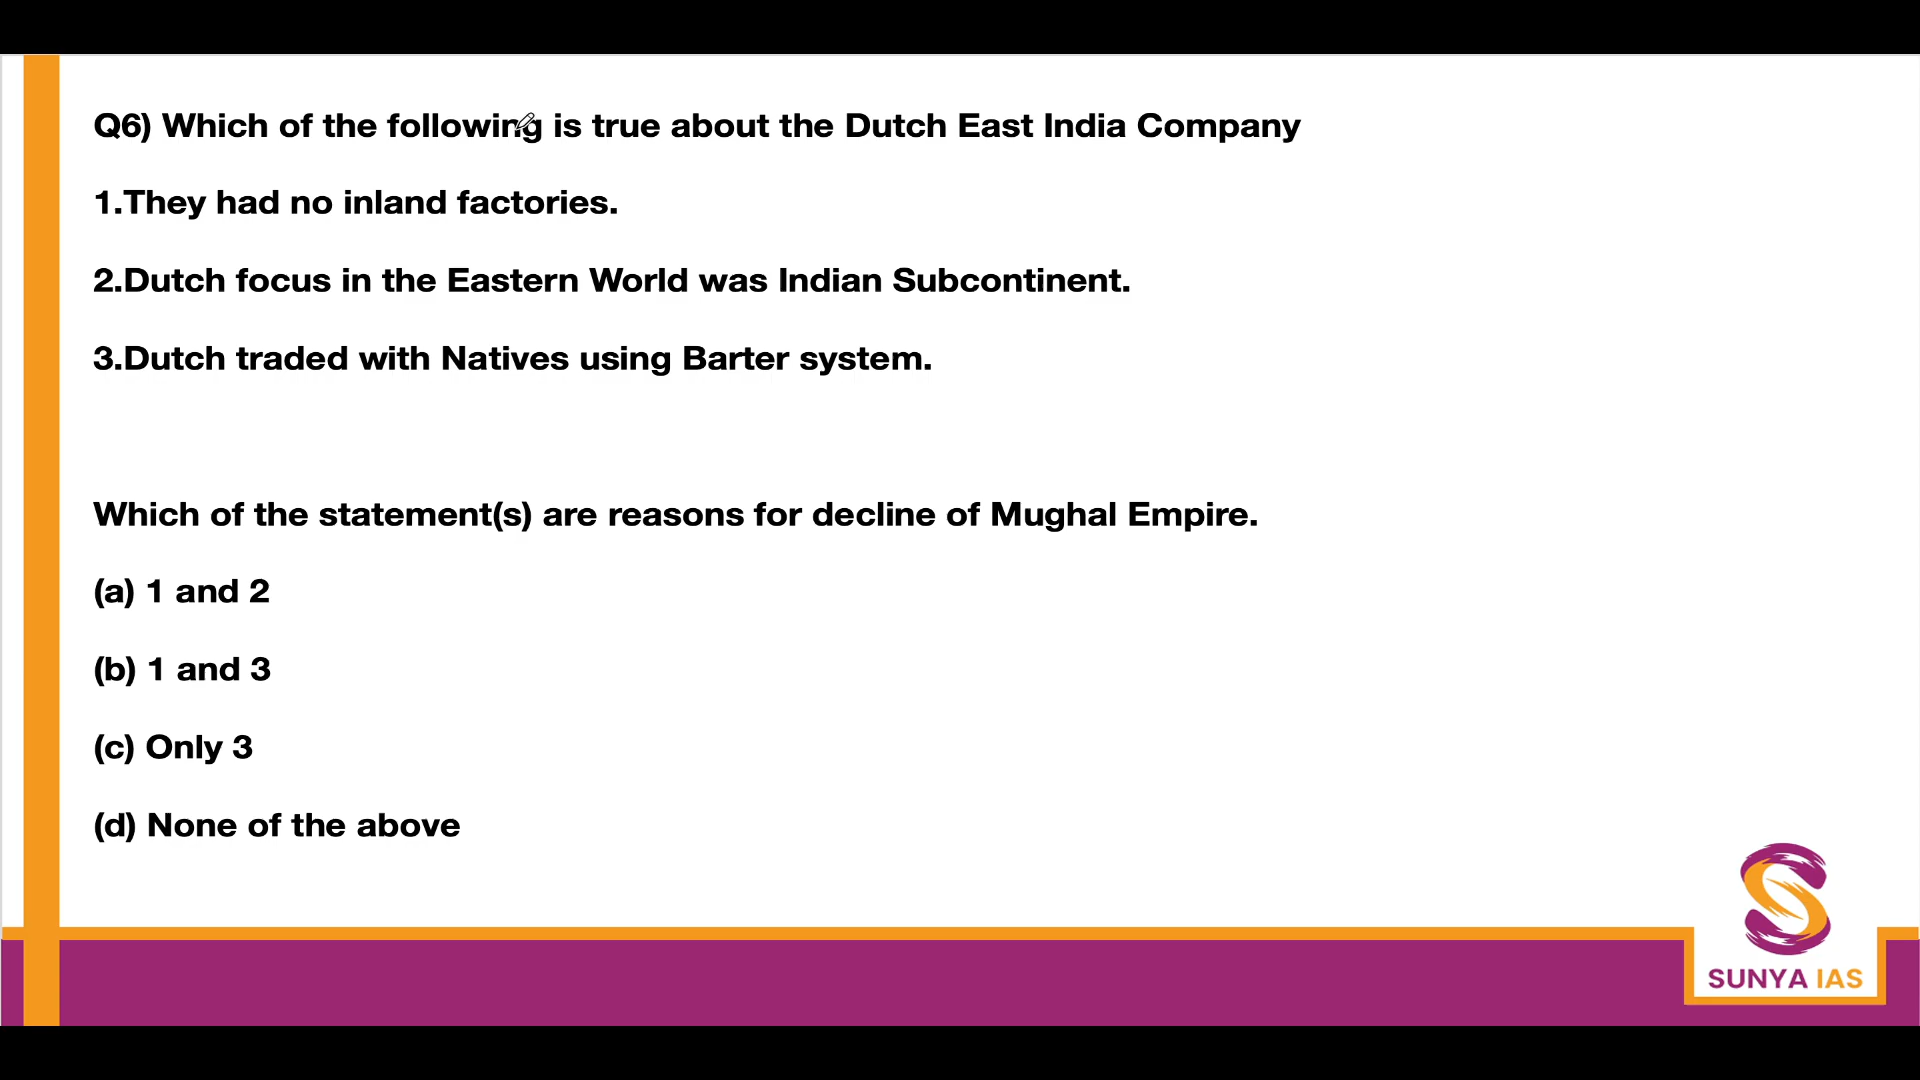 Q6) Which of the following is true about the Dutch East India Company
1.They had no inland factories.
2.Dutch focus in the Eastern World was Indian Subcontinent.
3.Dutch traded with Natives using Barter system.
Which of the statement(s) are reasons for decline of Mughal Empire.
(a) 1 and 2
(b) 1 and 3
(c) Only 3
(d) None of the above
SUNYA IAS